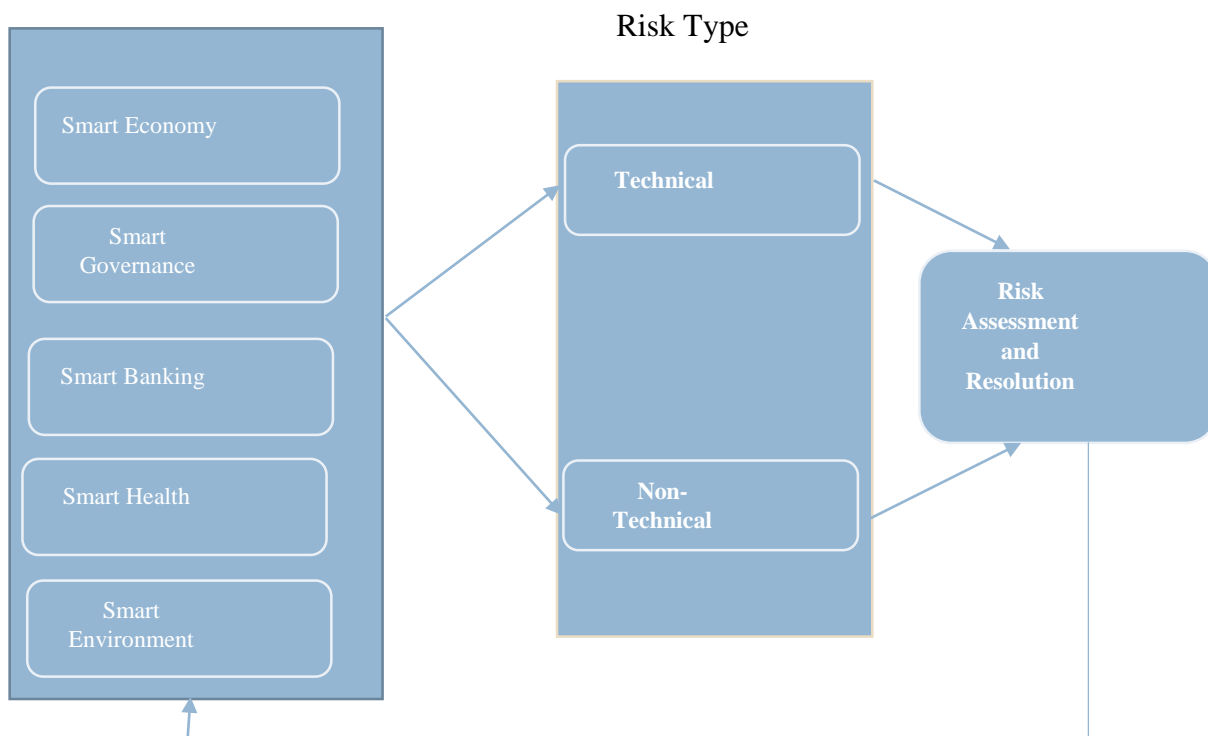 Risk Type
Smart Economy
Smart
Governance
Smart Banking
Smart Health
Smart
Environment
Technical
Non-
Technical
Risk
Assessment
and
Resolution